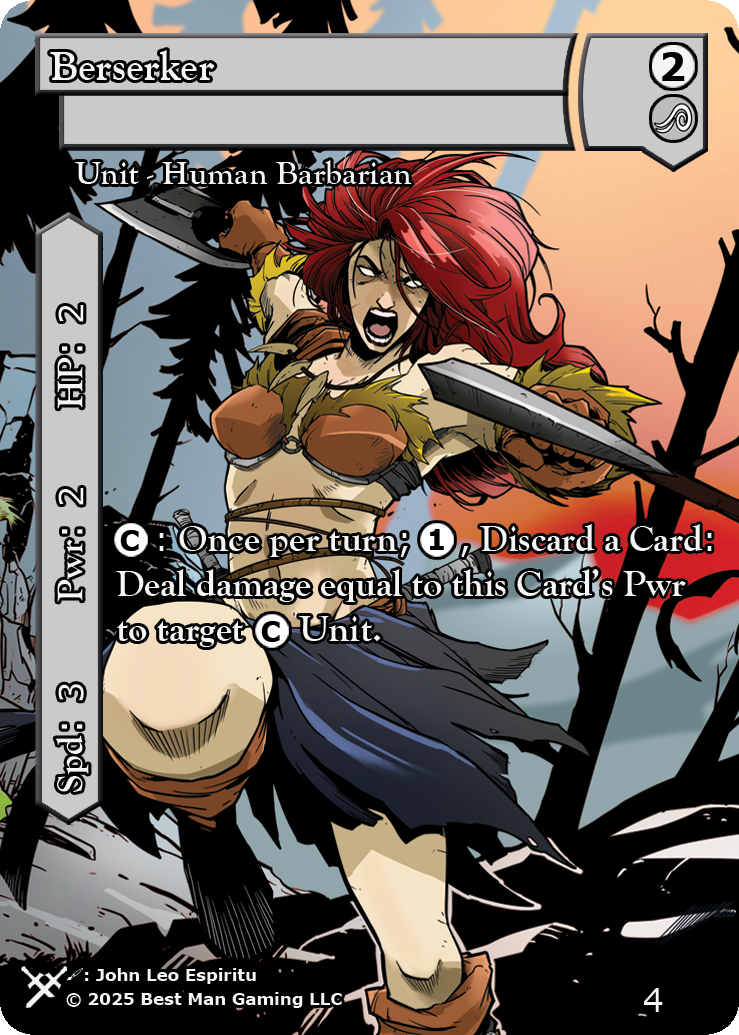 Berserker
2
Unit - Human Barbarian
HP: 2
Pwr: 2
Spd: 3
C : Once per turn; 1 , Discard a Card:
Deal damage equal to this Card's Pwr
to target C Unit.
: John Leo Espiritu
© 2025 Best Man Gaming LLC
4